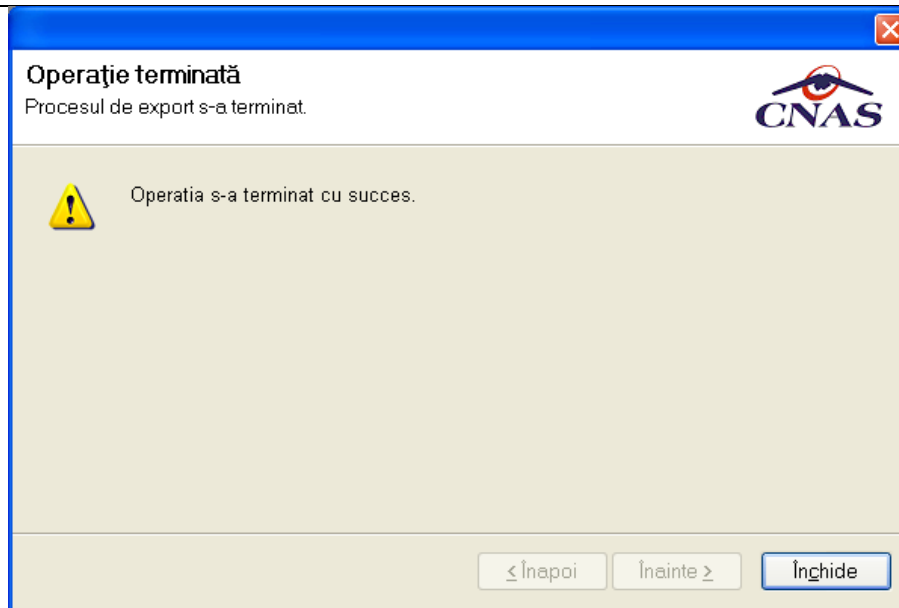 Operaţie terminată
Procesul de export s-a terminat.
CNAS
Operatia s-a terminat cu succes.
< Înapoi
Înainte >
Închide